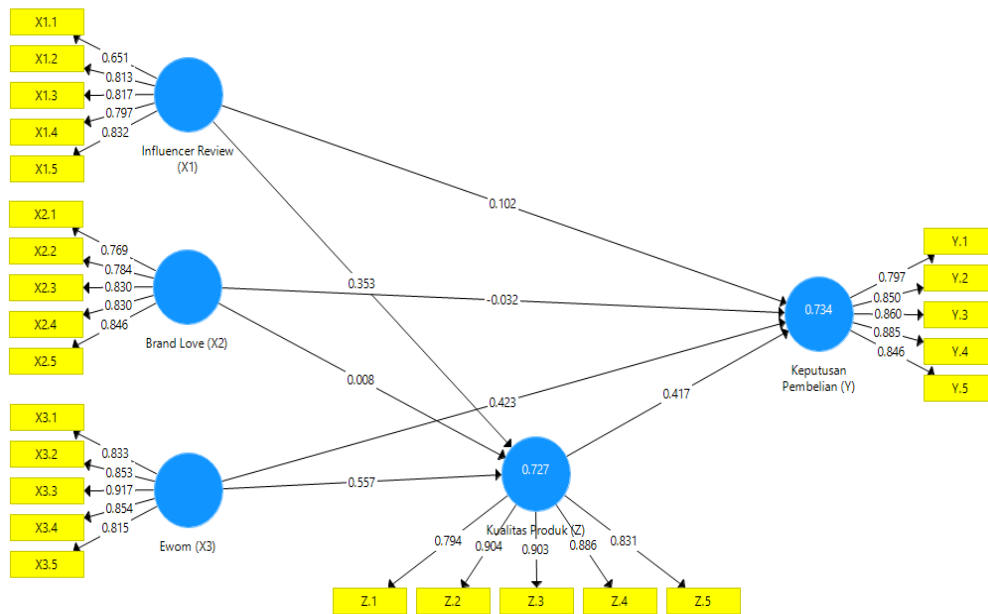 X1.1
X1.2
X1.3
X1.4
X1.5
0.651
0.813
0.817
0.797
0.832
Influencer Review
(X1)
X2.1
X2.2
X2.3
X2.4
X2.5
0.769
0.784
0.830
0.830
0.846
Brand Love (X2)
X3.1
X3.2
X3.3
X3.4
X3.5
0.833
0.853
0.917
0.854
0.815
Ewom (X3)
0.102
0.353
-0.032
0.008
0.423
0.417
0.557
0.727
Kualitas Produk (Z)
0.794
0.904
0.903
0.886
0.831
Z.1
Z.2
Z.3
Z.4
Z.5
0.734
Keputusan
Pembelian (Y)
0.797
0.850
0.860
0.885
0.846
Y.1
Y.2
Y.3
Y.4
Y.5